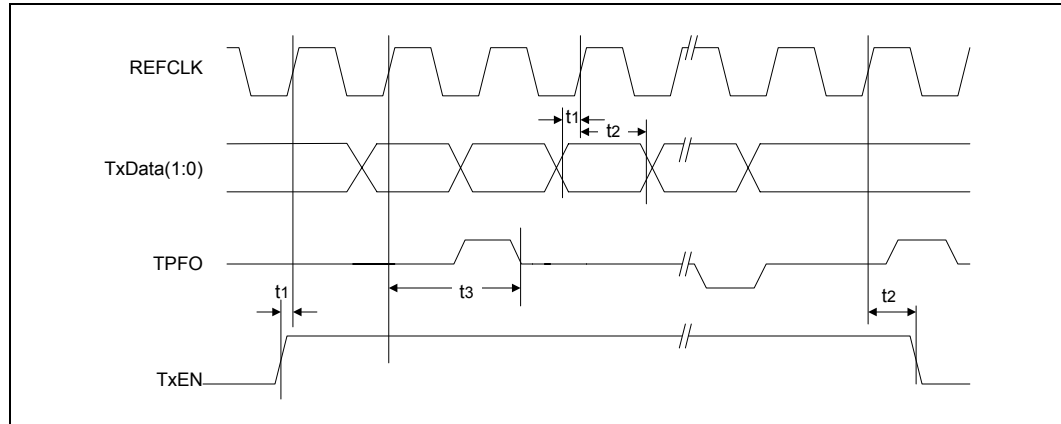 REFCLK
t1
t2
TxData(1:0)
TPFO
t1
t3
t2
TxEN